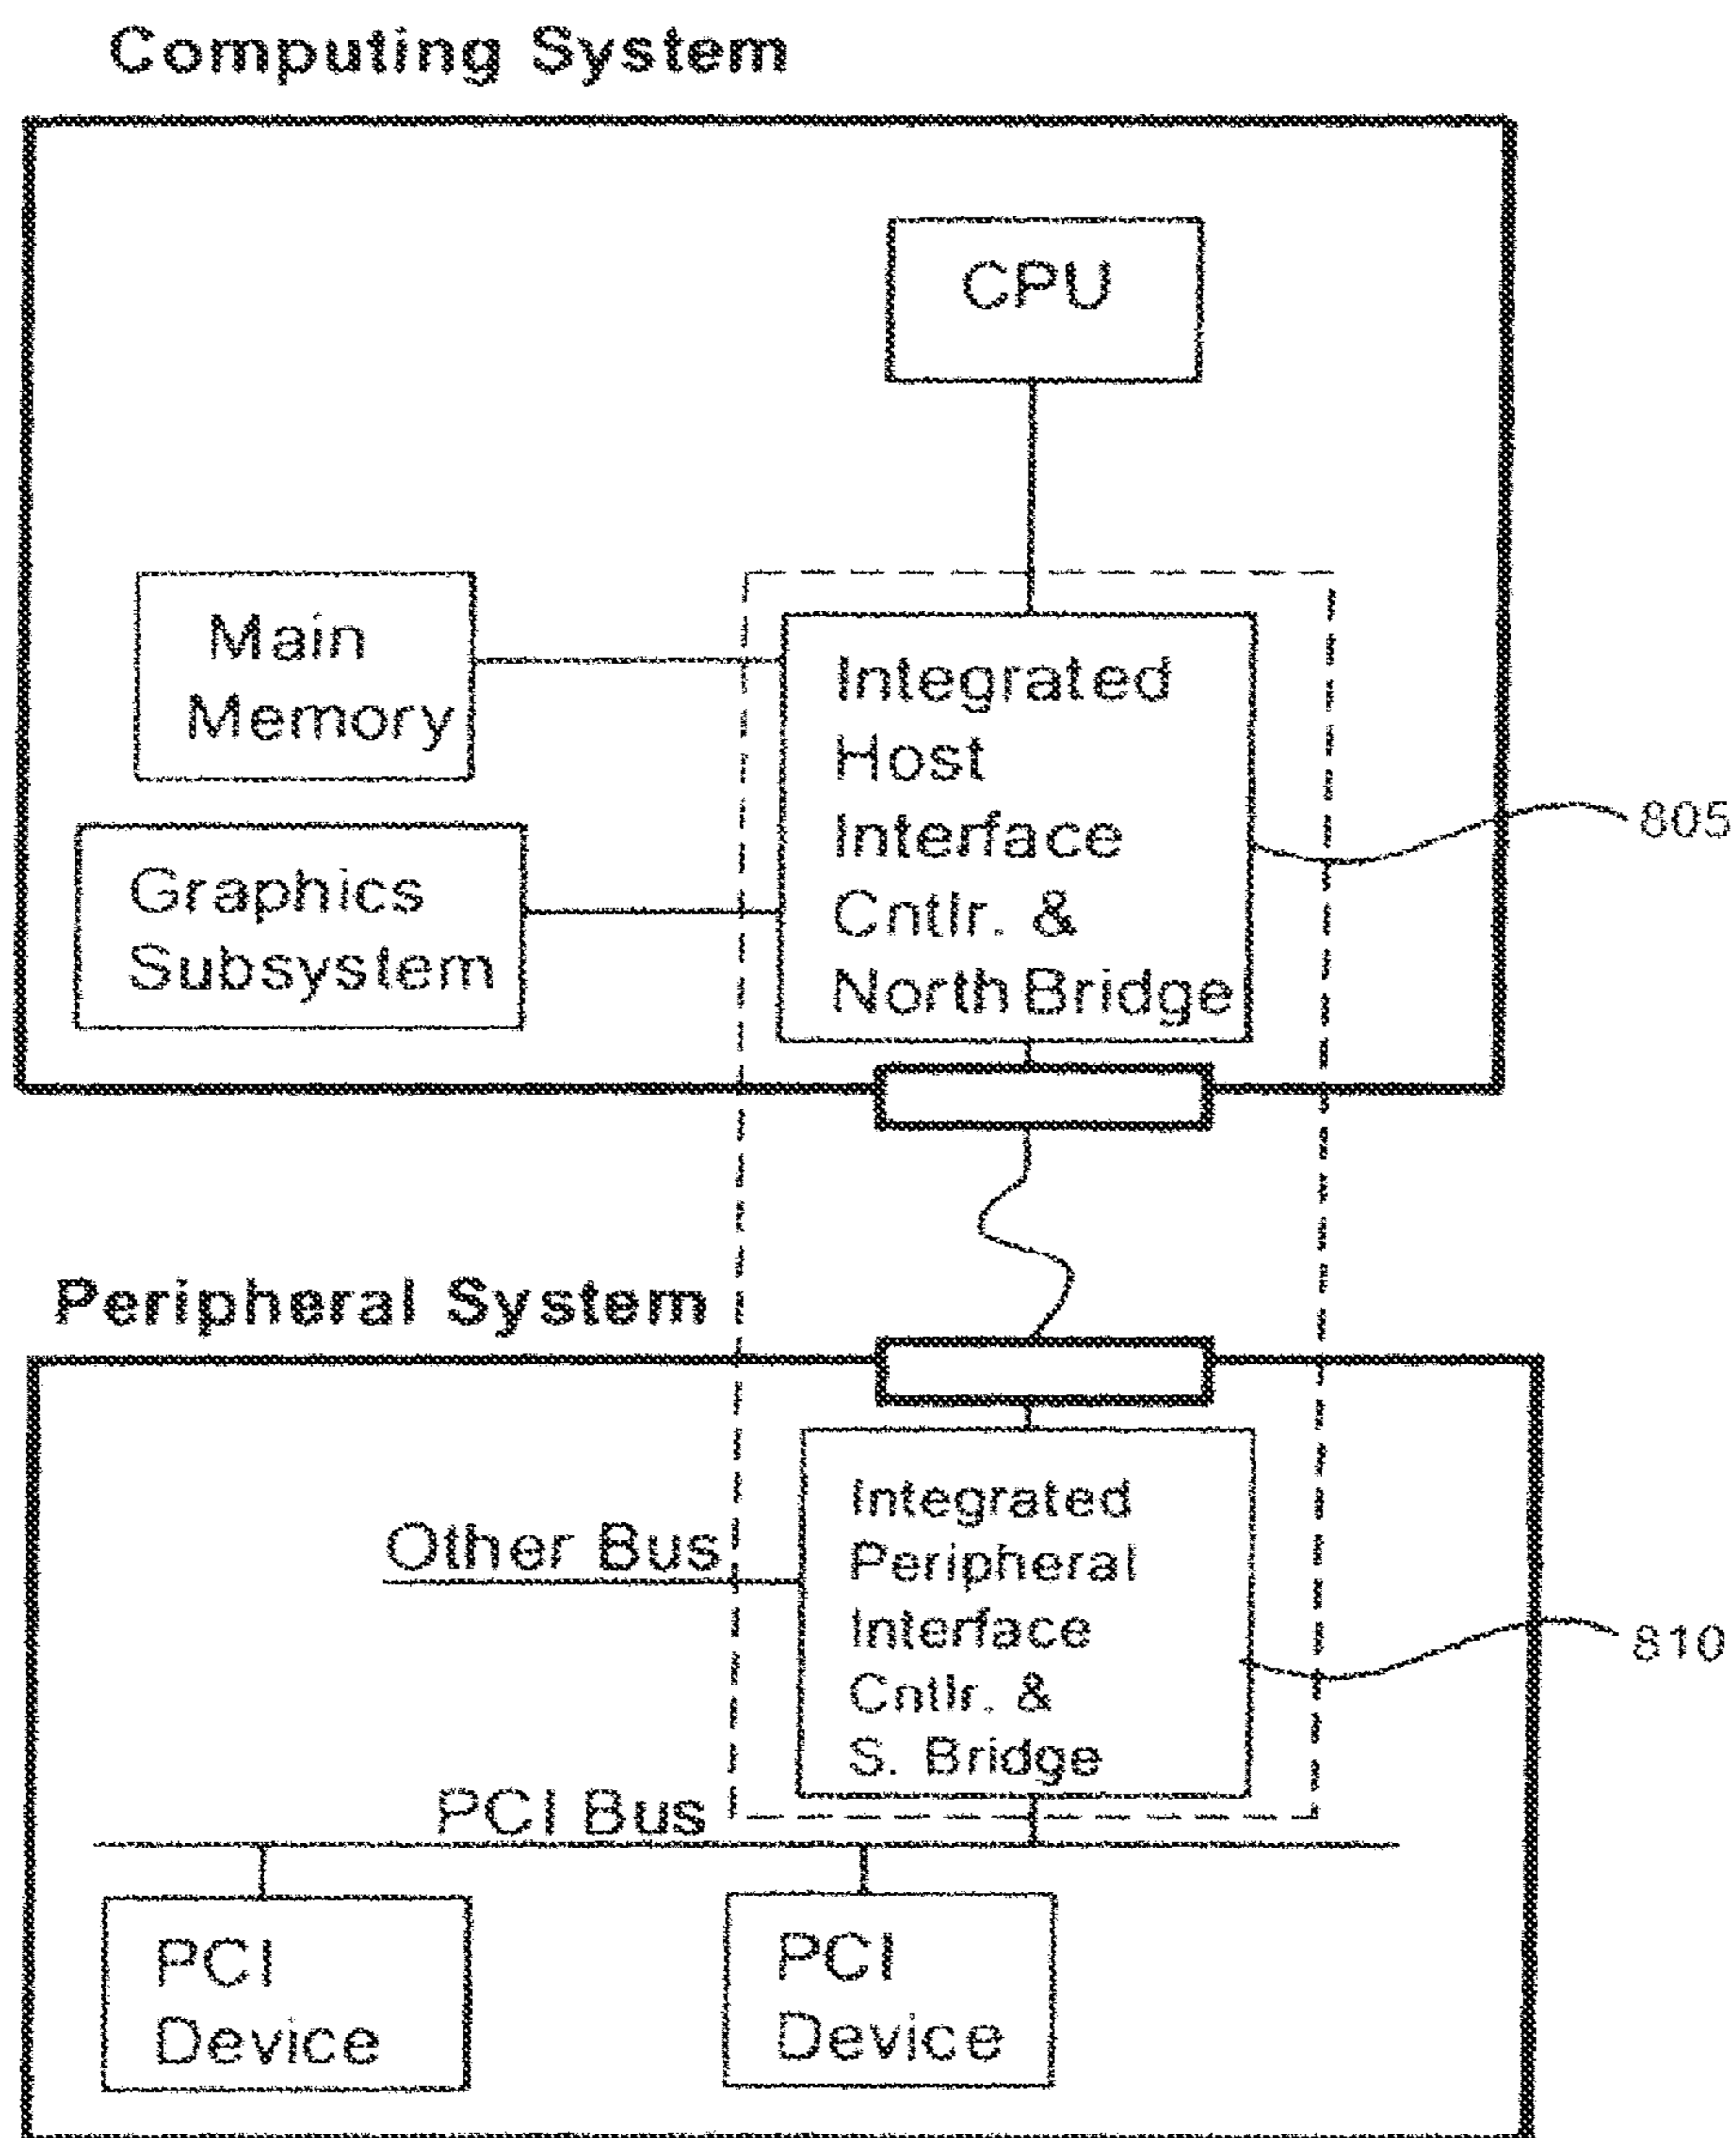 Computing System
CPU
Main
Memory
Graphics
Subsystem
Integrated
Host
Interface
Cntlr. &
North Bridge
805
Peripheral System
Other Bus
Integrated
Peripheral
Interface
Cntlr. &
S. Bridge
810
PCI Bus
PCI
Device
PCI
Device